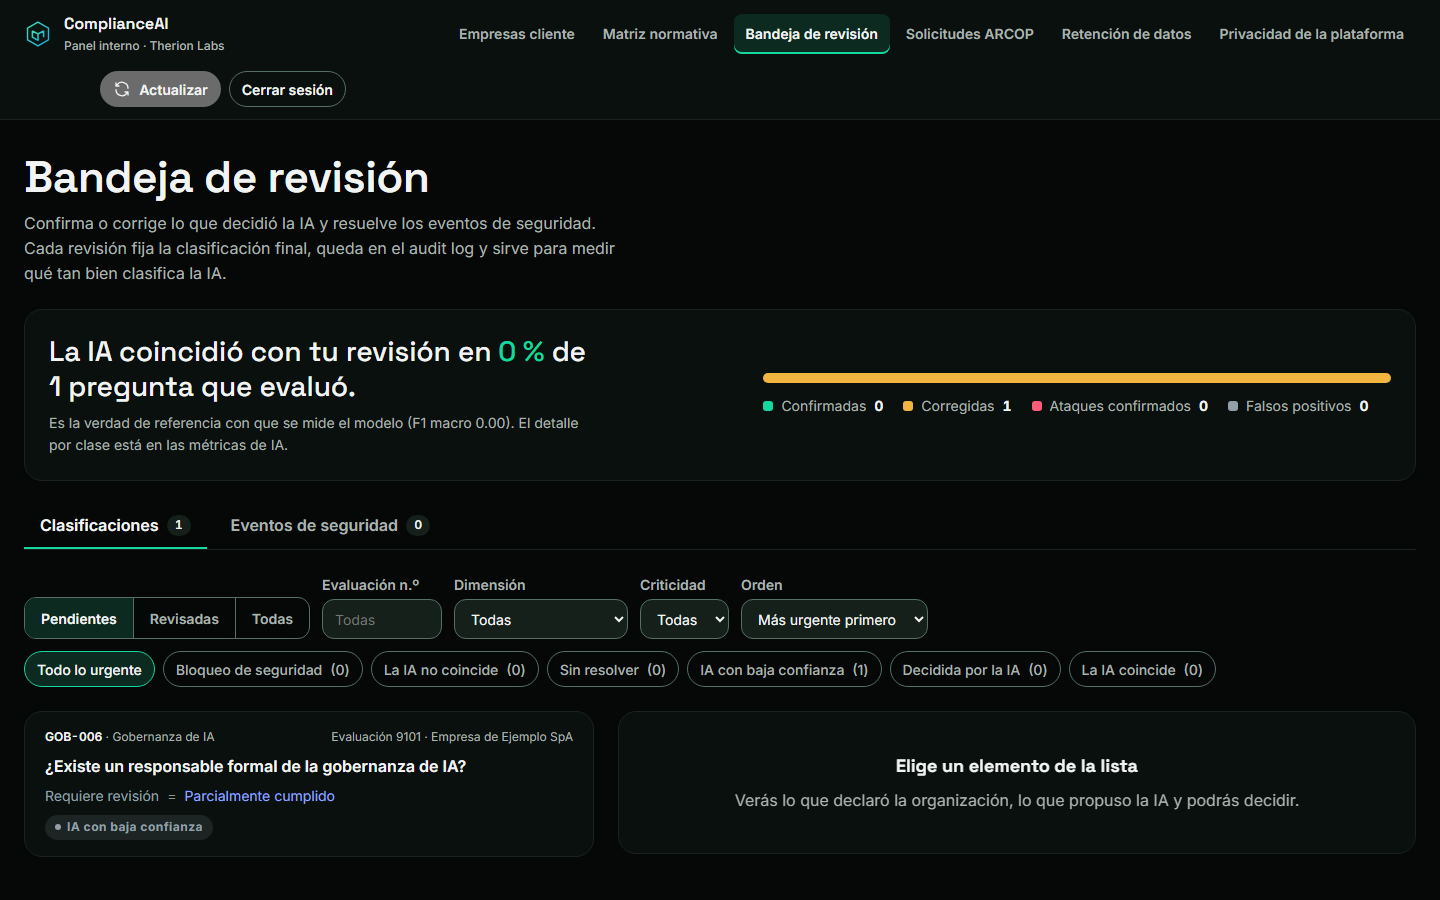 ComplianceAI
Panel interno · Therion Labs
Empresas cliente
Matriz normativa
Bandeja de revisión
Solicitudes ARCOP
Retención de datos
Privacidad de la plataforma
Actualizar
Cerrar sesión
Bandeja de revisión
Confirma o corrige lo que decidió la IA y resuelve los eventos de seguridad.
Cada revisión fija la clasificación final, queda en el audit log y sirve para medir
qué tan bien clasifica la IA.
La IA coincidió con tu revisión en 0 % de
1 pregunta que evaluó.
Es la verdad de referencia con que se mide el modelo (F1 macro 0.00). El detalle
por clase está en las métricas de IA.
Confirmadas 0
Corregidas 1
Ataques confirmados 0
Falsos positivos 0
Clasificaciones 1
Eventos de seguridad 0
Pendientes
Revisadas
Todas
Evaluación n.º
Todas
Dimensión
Todas
Criticidad
Todas
Orden
Más urgente primero
Todo lo urgente
Bloqueo de seguridad (0)
La IA no coincide (0)
Sin resolver (0)
IA con baja confianza (1)
Decidida por la IA (0)
La IA coincide (0)
GOB-006 · Gobernanza de IA
Evaluación 9101 · Empresa de Ejemplo SpA
¿Existe un responsable formal de la gobernanza de IA?
Requiere revisión = Parcialmente cumplido
IA con baja confianza
Elige un elemento de la lista
Verás lo que declaró la organización, lo que propuso la IA y podrás decidir.